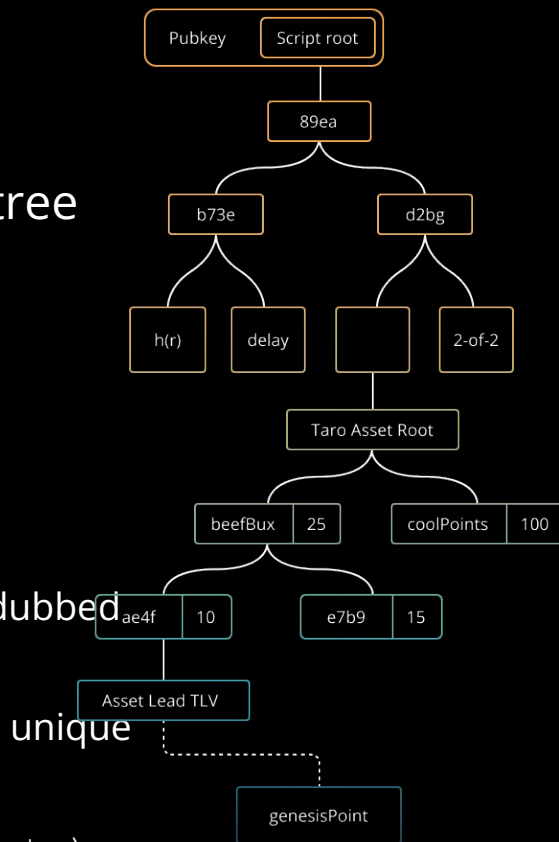 Pubkey Script root
89ea
tree
b73e d2bg
h(r) delay 2-of-2
Taro Asset Root
beefBux 25 coolPoints 100
dubbed
ae4f 10 e7b9 15
Asset Lead TLV
unique
genesisPoint